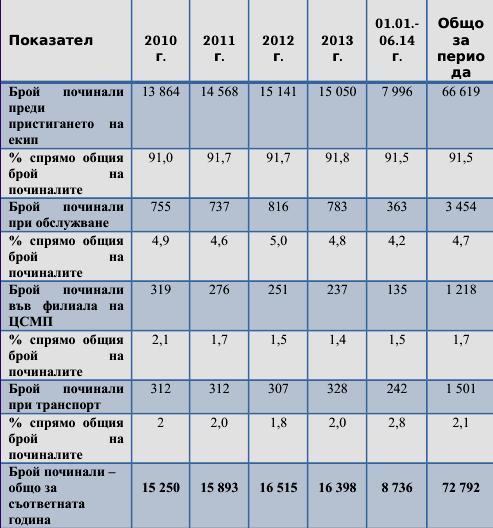 Показател 2010 г. 2011 г. 2012 г. 2013 г. 01.01.-06.14 г. Общо за периода
Брой починали преди пристигането на екип 13 864 14 568 15 141 15 050 7 996 66 619
% спрямо общия брой на починалите 91,0 91,7 91,7 91,8 91,5 91,5
Брой починали при обслужване 755 737 816 783 363 3 454
% спрямо общия брой на починалите 4,9 4,6 5,0 4,8 4,2 4,7
Брой починали във филиала на ЦСМП 319 276 251 237 135 1 218
% спрямо общия брой на починалите 2,1 1,7 1,5 1,4 1,5 1,7
Брой починали при транспорт 312 312 307 328 242 1 501
% спрямо общия брой на починалите 2 2,0 1,8 2,0 2,8 2,1
Брой починали – общо за съответната година 15 250 15 893 16 515 16 398 8 736 72 792